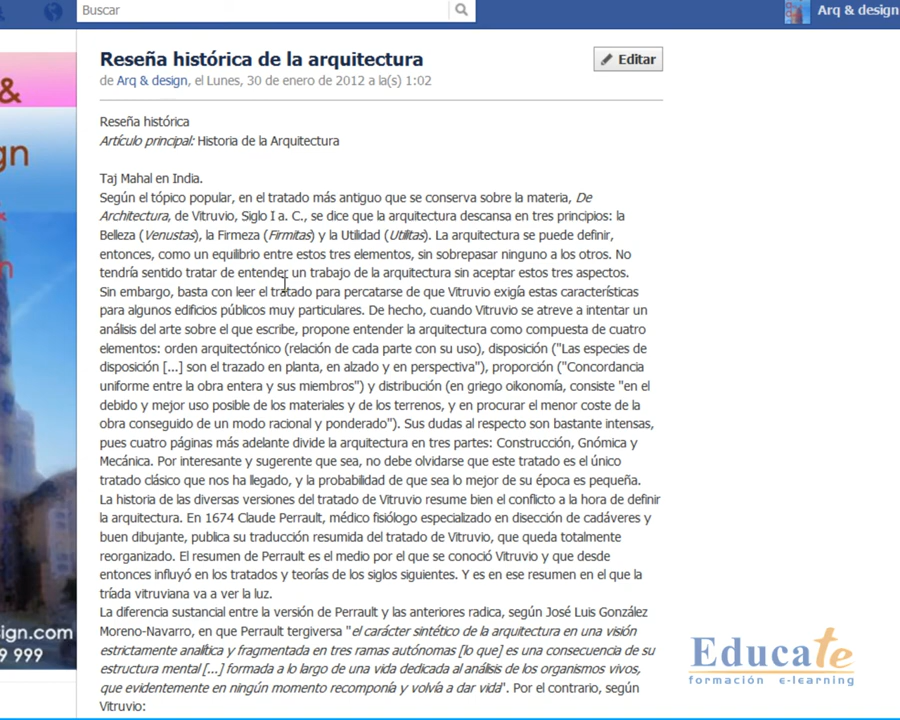 Buscar
Arq & design
Reseña histórica de la arquitectura
Editar
de Arq & design, el Lunes, 30 de enero de 2012 a la(s) 1:02
Reseña histórica
Artículo principal: Historia de la Arquitectura
Taj Mahal en India.
Según el tópico popular, en el tratado más antiguo que se conserva sobre la materia, De
Architectura, de Vitruvio, Siglo I a. C., se dice que la arquitectura descansa en tres principios: la
Belleza (Venustas), la Firmeza (Firmitas) y la Utilidad (Utilitas). La arquitectura se puede definir,
entonces, como un equilibrio entre estos tres elementos, sin sobrepasar ninguno a los otros. No
tendría sentido tratar de entender un trabajo de la arquitectura sin aceptar estos tres aspectos.
Sin embargo, basta con leer el tratado para percatarse de que Vitruvio exigía estas características
para algunos edificios públicos muy particulares. De hecho, cuando Vitruvio se atreve a intentar un
análisis del arte sobre el que escribe, propone entender la arquitectura como compuesta de cuatro
elementos: orden arquitectónico (relación de cada parte con su uso), disposición ("Las especies de
disposición [...] son el trazado en planta, en alzado y en perspectiva"), proporción ("Concordancia
uniforme entre la obra entera y sus miembros") y distribución (en griego oikonomía, consiste "en el
debido y mejor uso posible de los materiales y de los terrenos, y en procurar el menor coste de la
obra conseguido de un modo racional y ponderado"). Sus dudas al respecto son bastante intensas,
pues cuatro páginas más adelante divide la arquitectura en tres partes: Construcción, Gnómica y
Mecánica. Por interesante y sugerente que sea, no debe olvidarse que este tratado es el único
tratado clásico que nos ha llegado, y la probabilidad de que sea lo mejor de su época es pequeña.
La historia de las diversas versiones del tratado de Vitruvio resume bien el conflicto a la hora de definir
la arquitectura. En 1674 Claude Perrault, médico fisiólogo especializado en disección de cadáveres y
buen dibujante, publica su traducción resumida del tratado de Vitruvio, que queda totalmente
reorganizado. El resumen de Perrault es el medio por el que se conoció Vitruvio y que desde
entonces influyó en los tratados y teorías de los siglos siguientes. Y es en ese resumen en el que la
tríada vitruviana va a ver la luz.
La diferencia sustancial entre la versión de Perrault y las anteriores radica, según José Luis González
Moreno-Navarro, en que Perrault tergiversa "el carácter sintético de la arquitectura en una visión
estrictamente analítica y fragmentada en tres ramas autónomas [lo que] es una consecuencia de su
estructura mental [...] formada a lo largo de una vida dedicada al análisis de los organismos vivos,
que evidentemente en ningún momento recomponía y volvía a dar vida". Por el contrario, según
Vitruvio:
&
gn
sign.com
9 999
Educate
formación e-learning